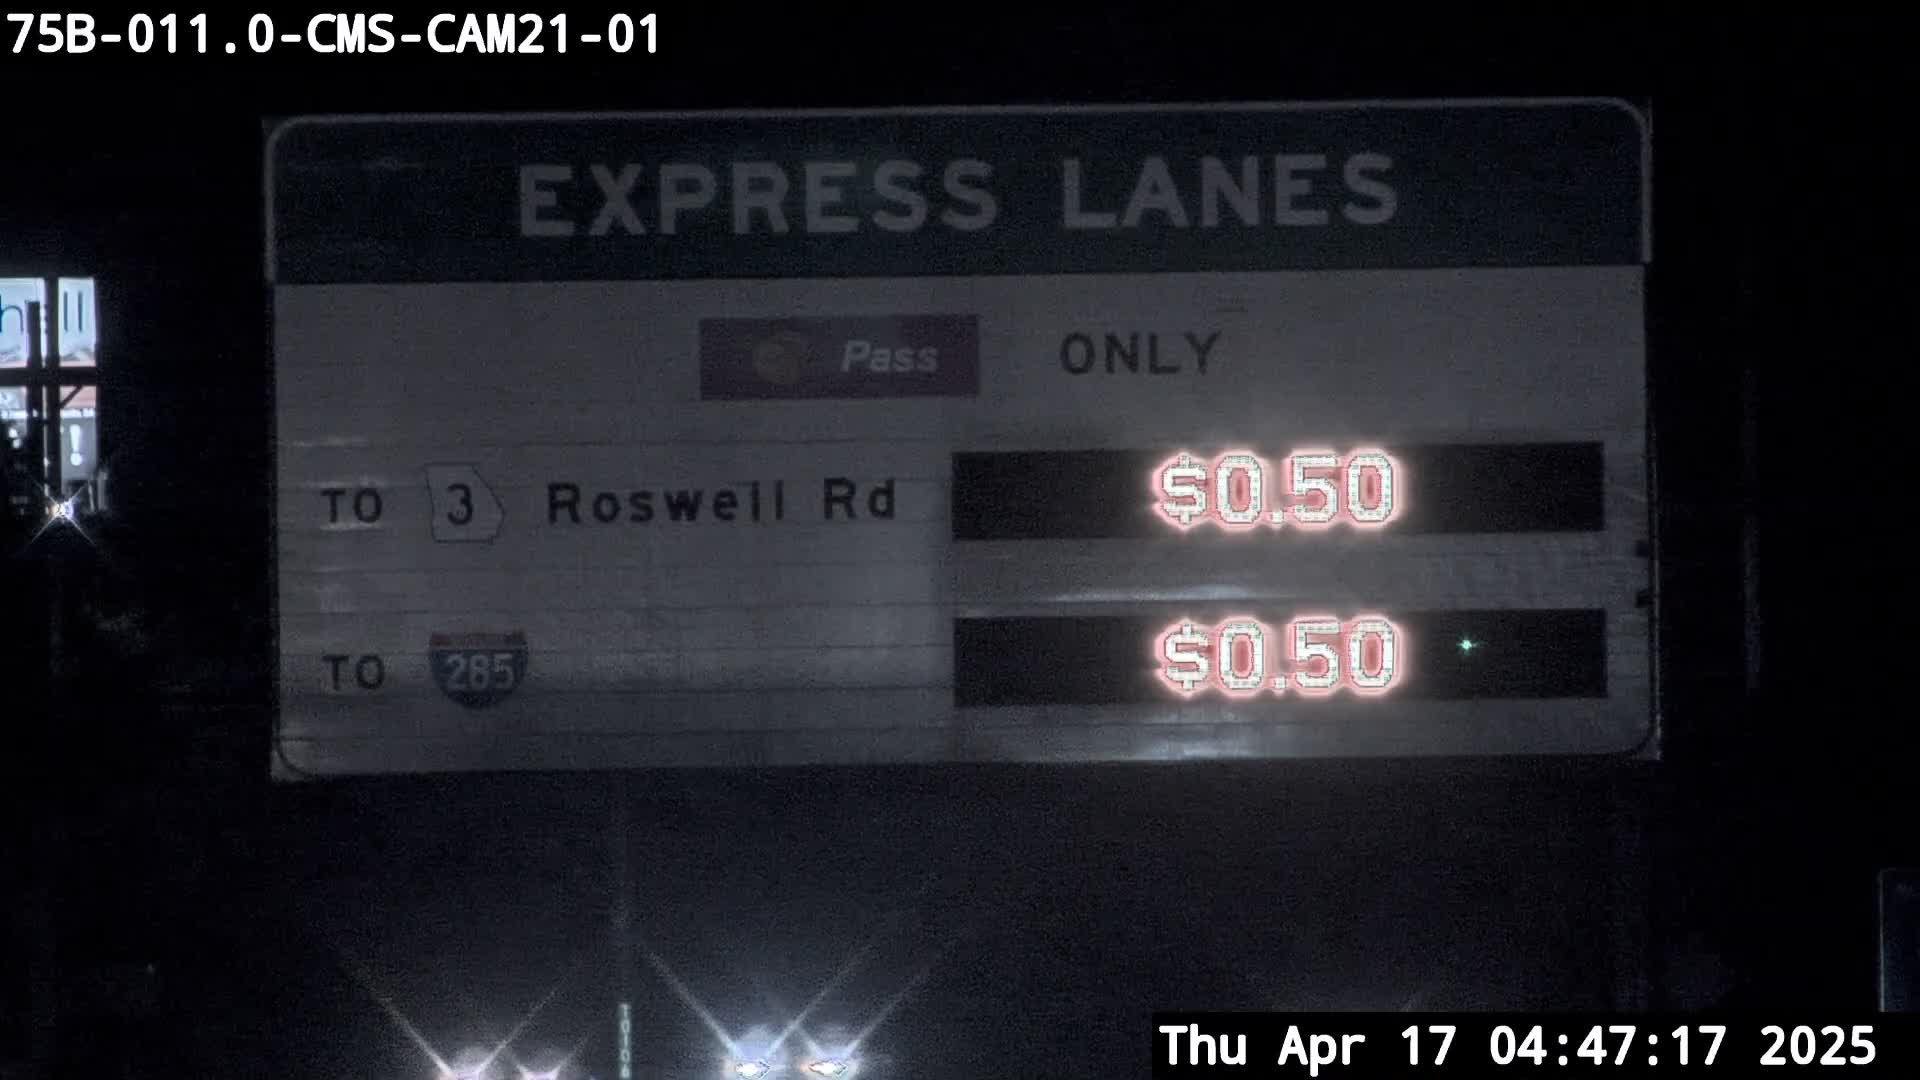 75B-011.0-CMS-CAM21-01
EXPRESS LANES
Pass ONLY
TO 3 Roswell Rd $0.50
TO 285 $0.50
Thu Apr 17 04:47:17 2025